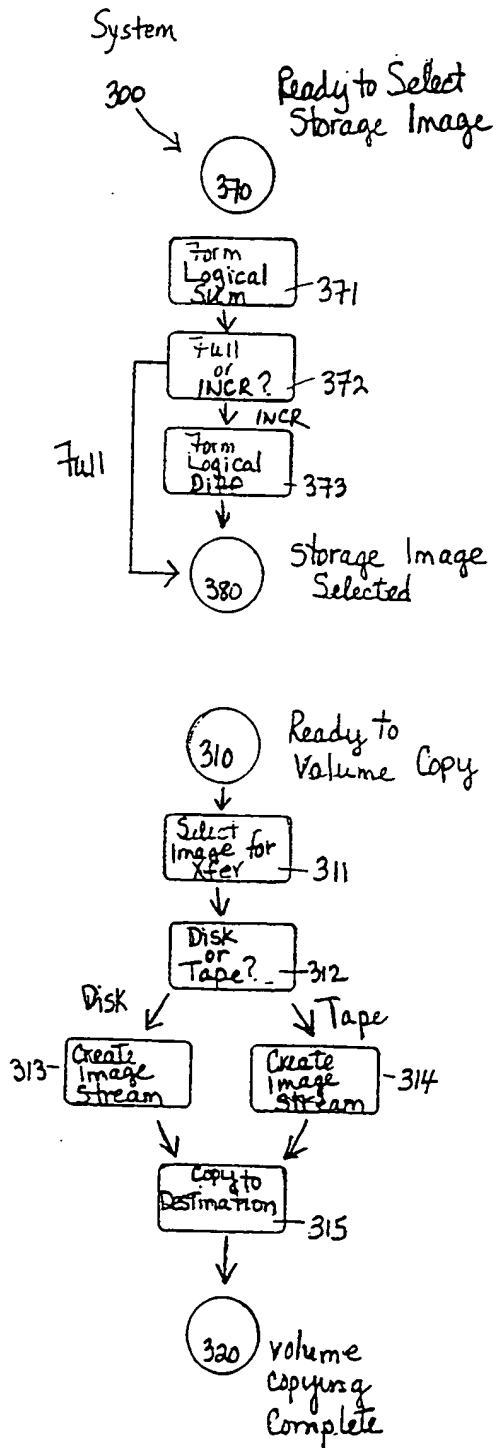 System
300
Ready to Select
Storage Image
370
Form
Logical
Sum
371
Full
or
INCR?
372
INCR
Full
Form
Logical
Diff
373
380
Storage Image
Selected
310
Ready to
Volume Copy
Select
Image for
Xfer
311
Disk
or
Tape?
312
Disk
Tape
313
Create
Image
Stream
Create
Image
Stream
314
Copy to
Destination
315
320
Volume
Copying
Complete